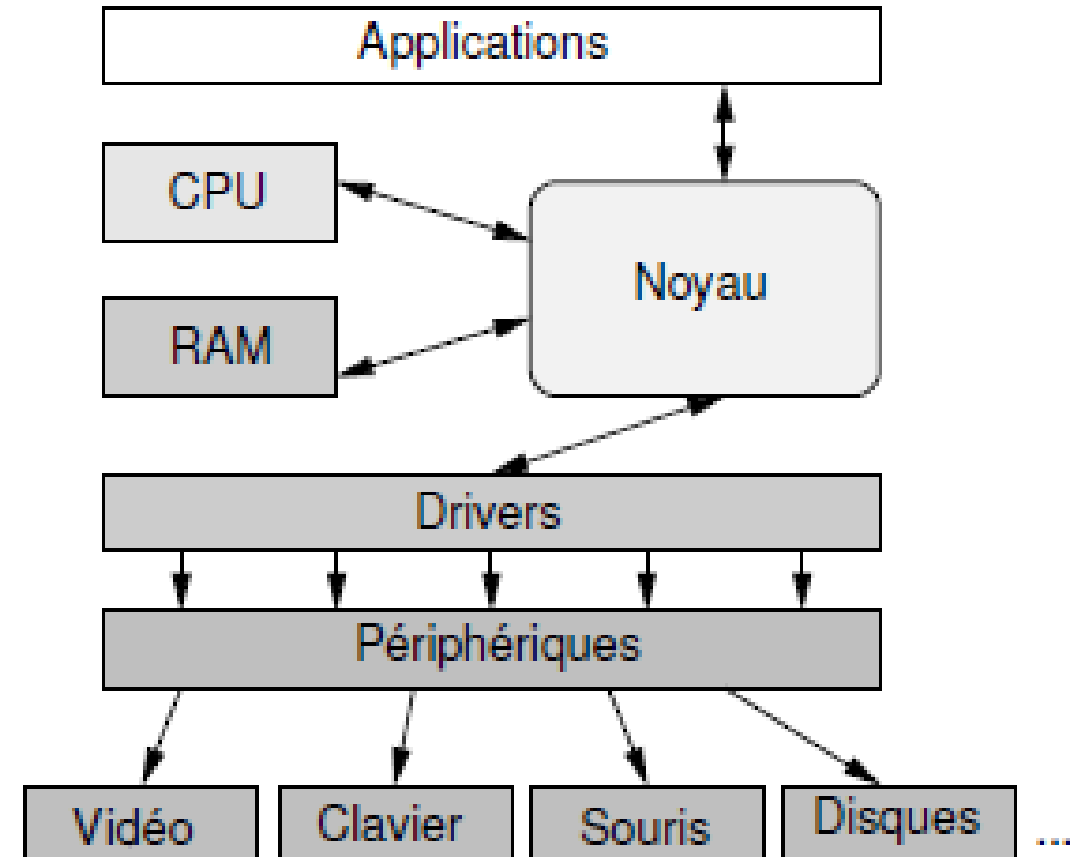 Applications
CPU
Noyau
RAM
Drivers
Périphériques
Vidéo
Clavier
Souris
Disques
...